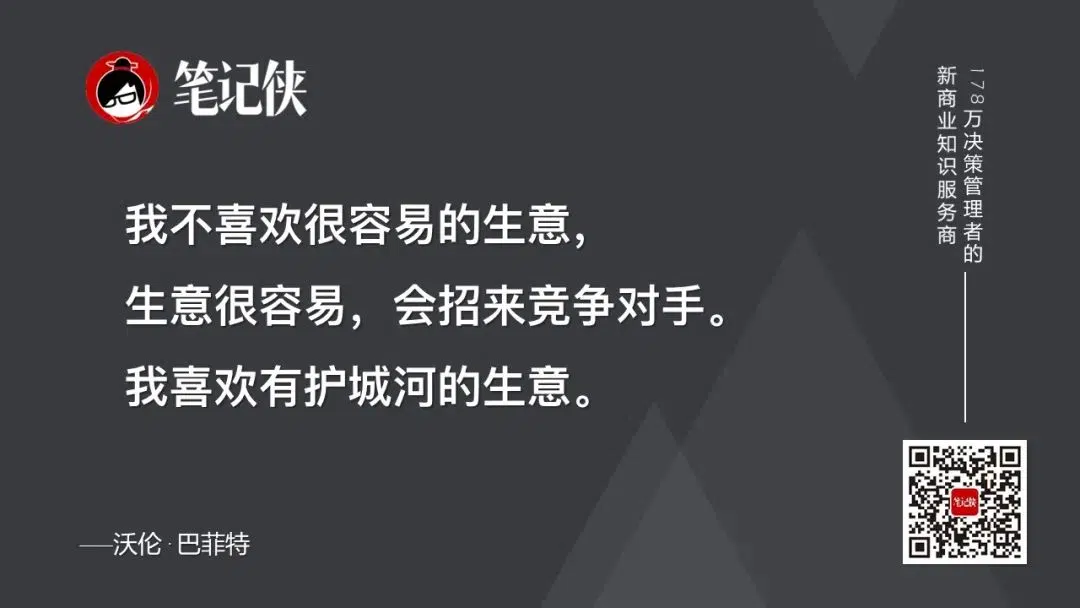 笔记侠
178万决策管理者的
新商业知识服务商
我不喜欢很容易的生意，
生意很容易，会招来竞争对手。
我喜欢有护城河的生意。
——沃伦·巴菲特
笔记侠